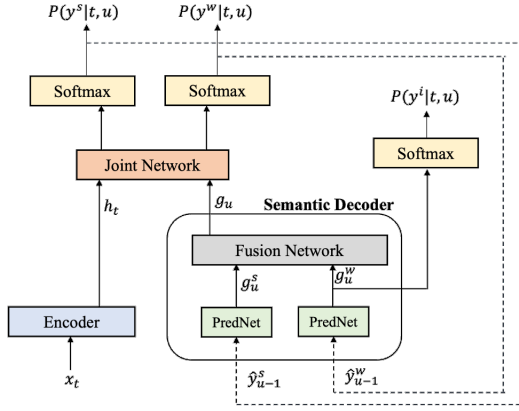 P(y^s|t, u) P(y^w|t, u)
Softmax Softmax
P(y^i|t, u)
Joint Network
Softmax
h_t g_u
Semantic Decoder
Fusion Network
g_u^s g_u^w
Encoder PredNet PredNet
x_t ŷ_{u-1}^s ŷ_{u-1}^w